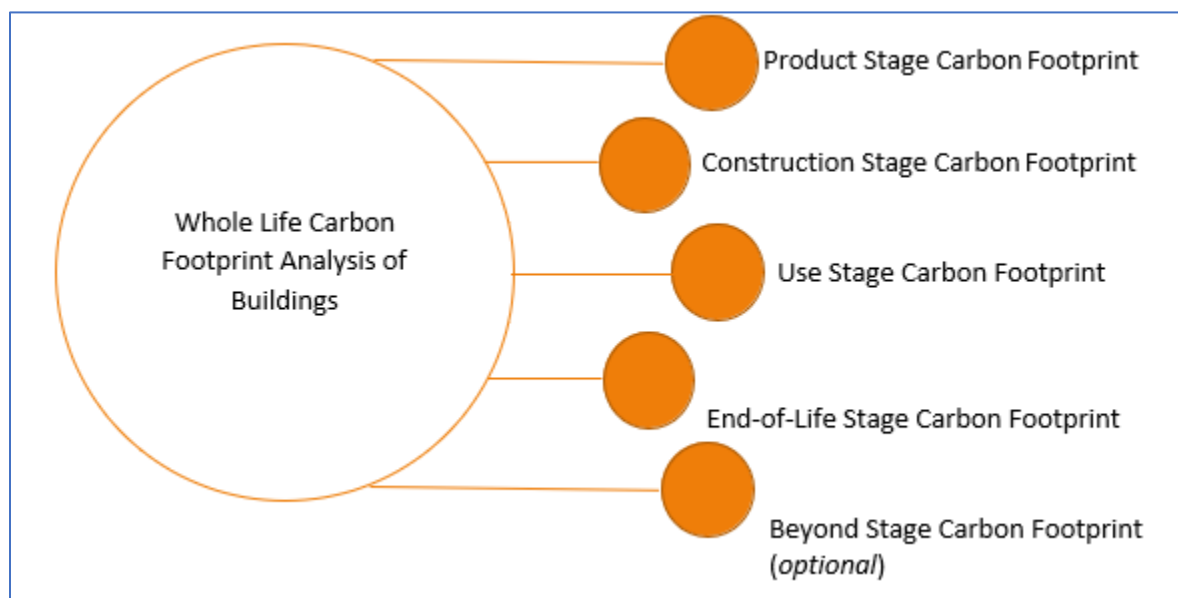 Product Stage Carbon Footprint
Construction Stage Carbon Footprint
Whole Life Carbon
Footprint Analysis of
Buildings
Use Stage Carbon Footprint
End-of-Life Stage Carbon Footprint
Beyond Stage Carbon Footprint
(optional)